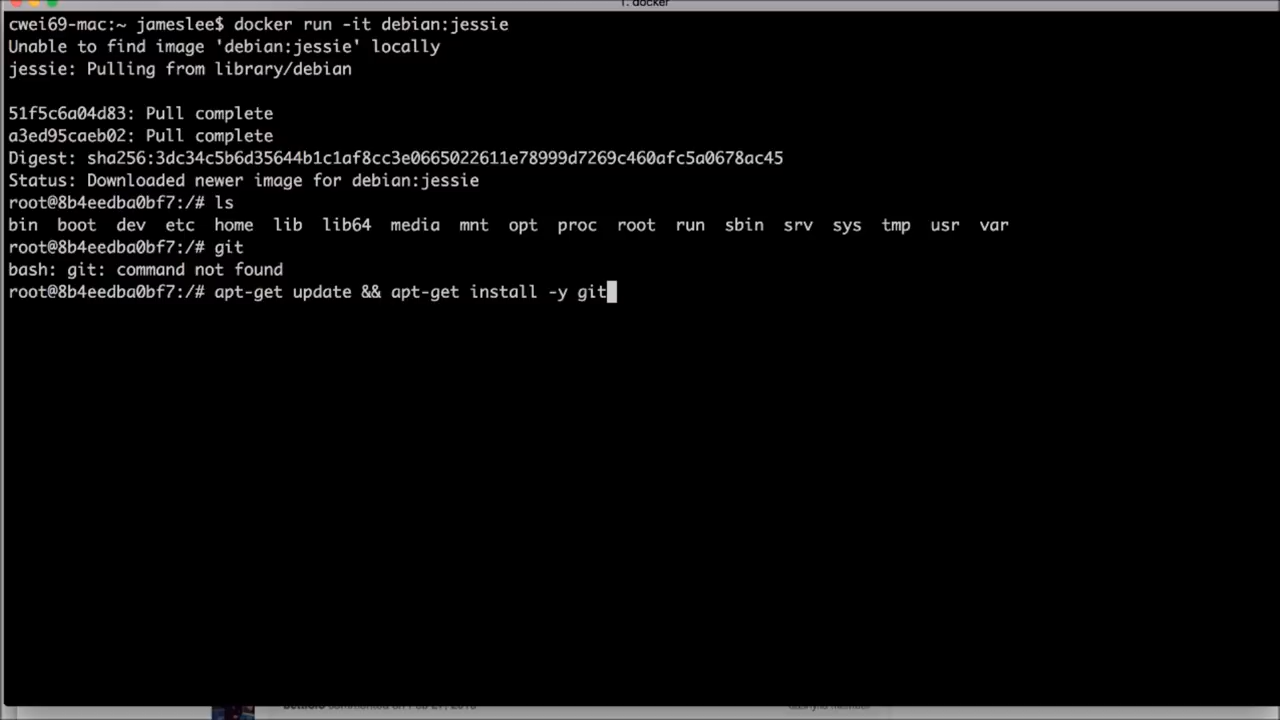 1. docker
cwei69-mac:~ jameslee$ docker run -it debian:jessie
Unable to find image 'debian:jessie' locally
jessie: Pulling from library/debian
51f5c6a04d83: Pull complete
a3ed95caeb02: Pull complete
Digest: sha256:3dc34c5b6d35644b1c1af8cc3e0665022611e78999d7269c460afc5a0678ac45
Status: Downloaded newer image for debian:jessie
root@8b4eedba0bf7:/# ls
bin boot dev etc home lib lib64 media mnt opt proc root run sbin srv sys tmp usr var
root@8b4eedba0bf7:/# git
bash: git: command not found
root@8b4eedba0bf7:/# apt-get update && apt-get install -y git